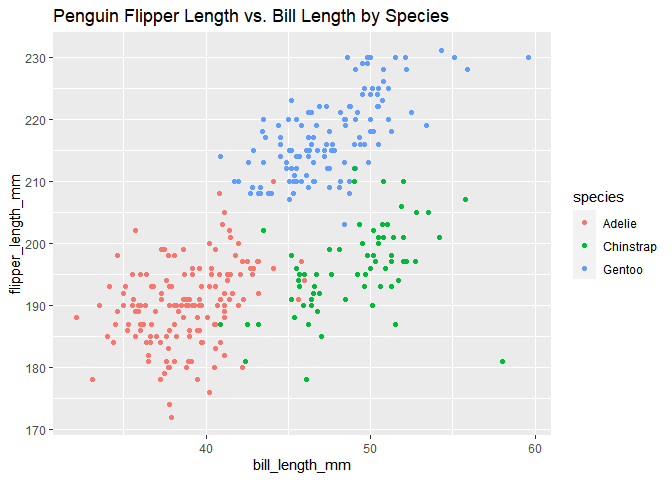 Penguin Flipper Length vs. Bill Length by Species
flipper_length_mm
230
220
210
200
190
180
170
40
50
60
bill_length_mm
species
Adelie
Chinstrap
Gentoo